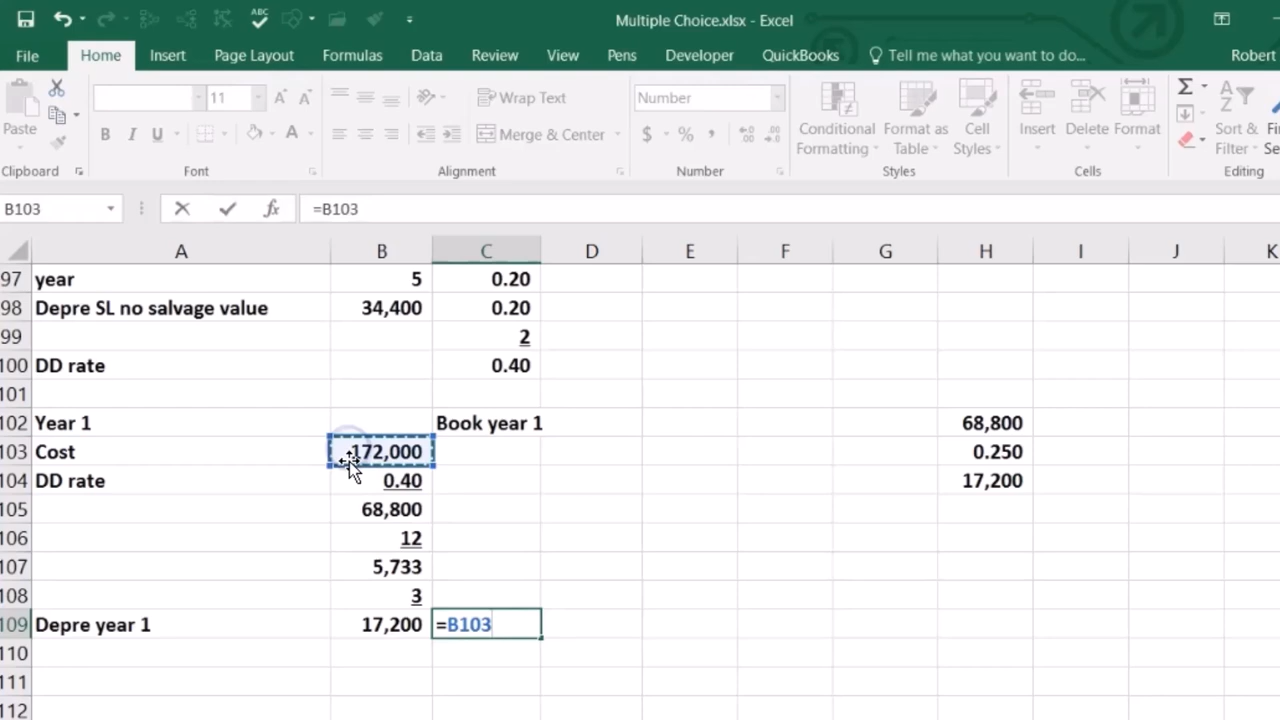 ABC
Multiple Choice.xlsx - Excel
File Home Insert Page Layout Formulas Data Review View Pens Developer QuickBooks Tell me what you want to do... Robert
11 A A Wrap Text Number
Paste B I U A Merge & Center $ % , Conditional Formatting Format as Table Cell Styles Insert Delete Format Sort & Filter
Clipboard Font Alignment Number Styles Cells Editing
B103 fx =B103
A B C D E F G H I J K
97 year 5 0.20
98 Depre SL no salvage value 34,400 0.20
99 2
100 DD rate 0.40
101
102 Year 1 Book year 1 68,800
103 Cost 172,000 0.250
104 DD rate 0.40 17,200
105 68,800
106 12
107 5,733
108 3
109 Depre year 1 17,200 =B103
110
111
112